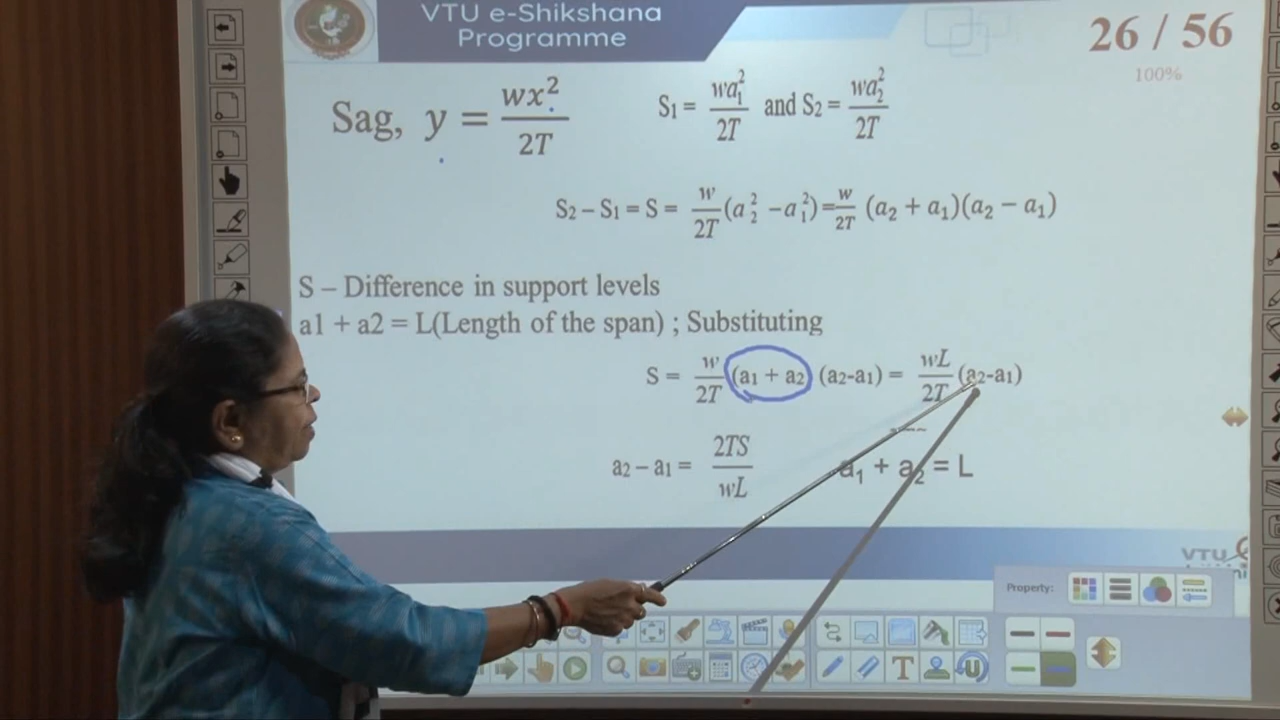 VTU e-Shikshana
Programme
26 / 56
100%
Sag, y = wx²/2T
S₁ = wa₁²/2T and S₂ = wa₂²/2T
S₂ – S₁ = S = w/2T (a₂² – a₁²) = w/2T (a₂ + a₁)(a₂ – a₁)
S – Difference in support levels
a1 + a2 = L(Length of the span) ; Substituting
S = w/2T (a₁ + a₂) (a₂-a₁) = wL/2T (a₂-a₁)
a₂ – a₁ = 2TS/wL
a₁ + a₂ = L
VTU
Property: